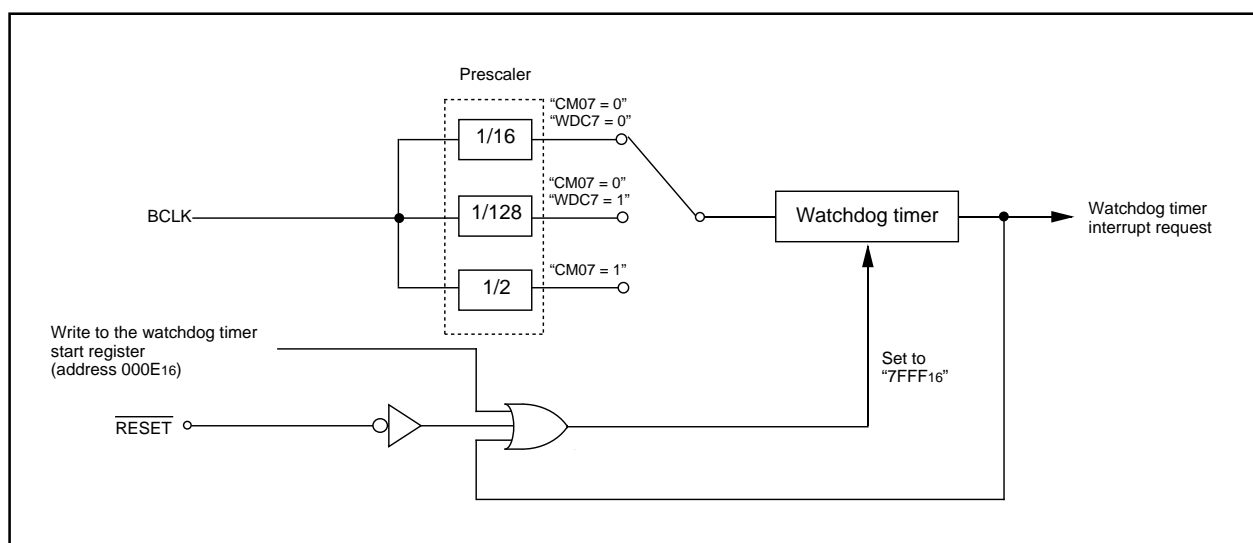 Prescaler
“CM07 = 0”
“WDC7 = 0”
1/16
“CM07 = 0”
“WDC7 = 1”
BCLK
1/128
Watchdog timer
Watchdog timer
interrupt request
“CM07 = 1”
1/2
Write to the watchdog timer
start register
(address 000E16)
Set to
“7FFF16”
RESET